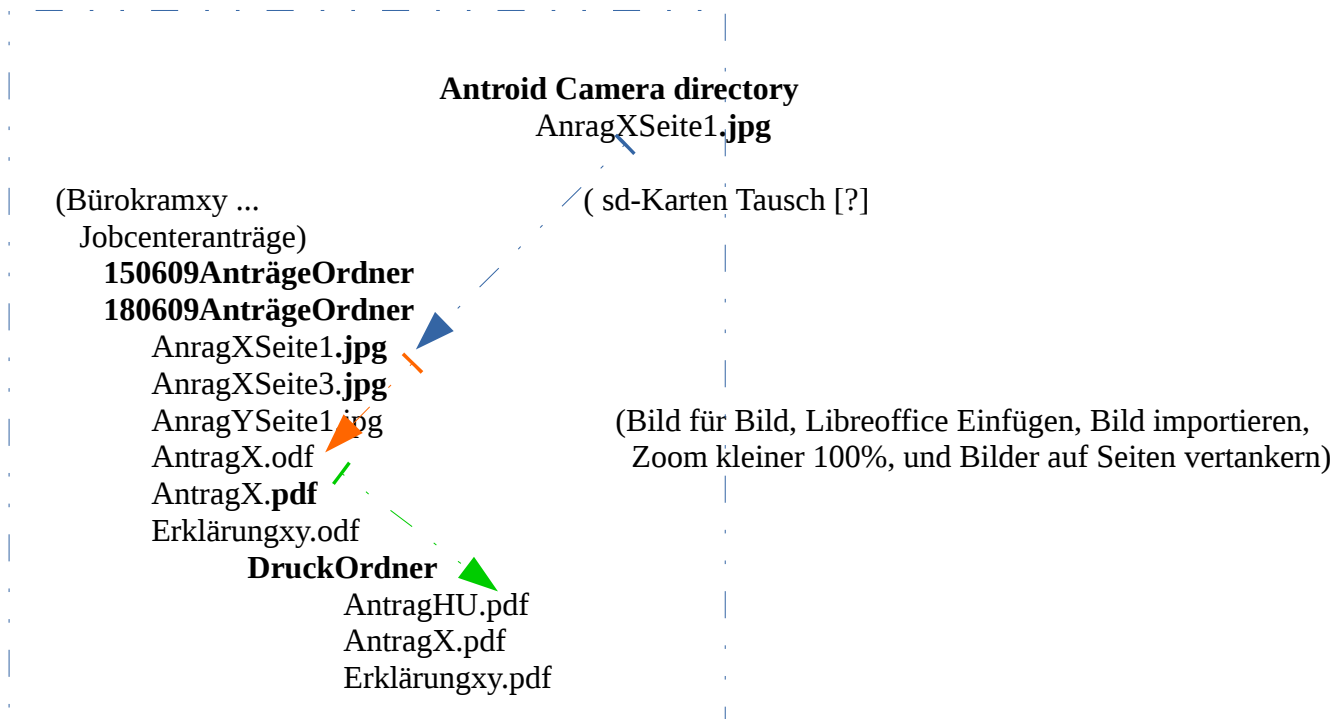 Antroid Camera directory
AnragXSeite1.jpg
(Bürokramxy ...
( sd-Karten Tausch [?]
Jobcenteranträge)
150609AnträgeOrdner
180609AnträgeOrdner
AnragXSeite1.jpg
AnragXSeite3.jpg
AnragYSeite1.jpg
(Bild für Bild, Libreoffice Einfügen, Bild importieren,
AntragX.odf
Zoom kleiner 100%, und Bilder auf Seiten vertankern)
AntragX.pdf
Erklärungxy.odf
DruckOrdner
AntragHU.pdf
AntragX.pdf
Erklärungxy.pdf